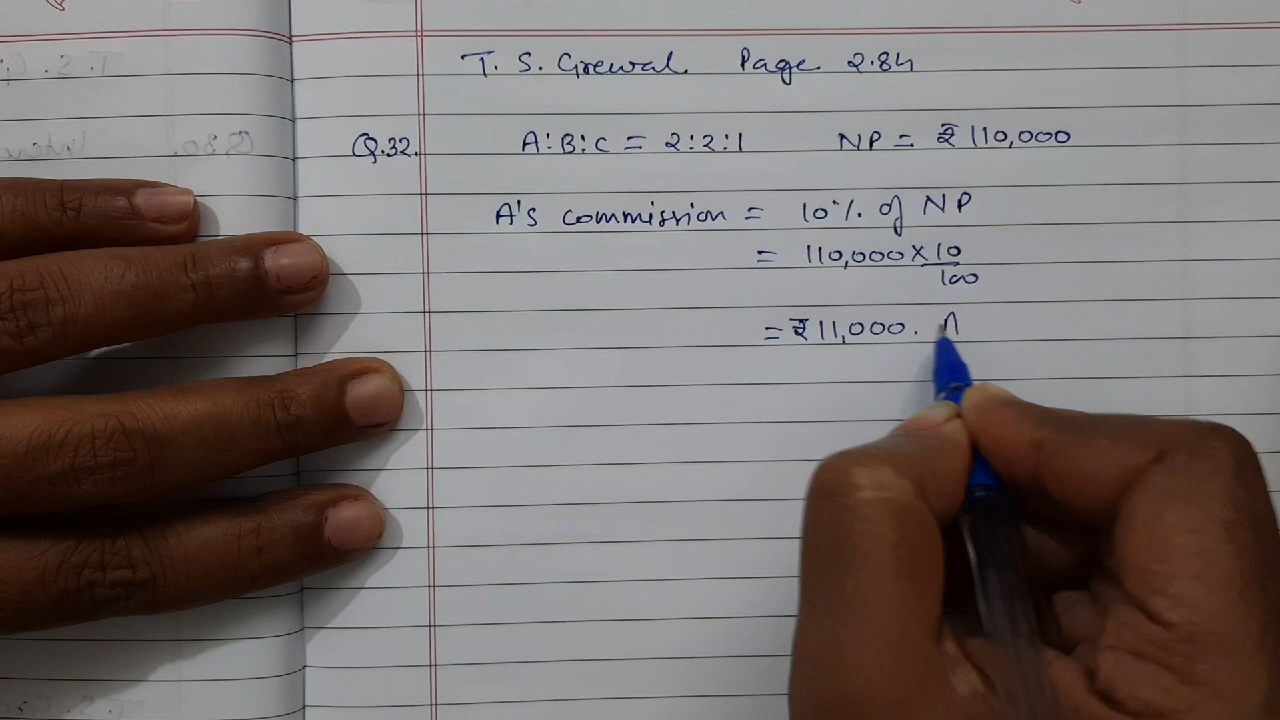 T. S. Grewal Page 2.84
Q.32. A:B:C = 2:2:1 NP = ₹110,000
A's commission = 10% of NP
= 110,000 × 10/100
= ₹11,000. A